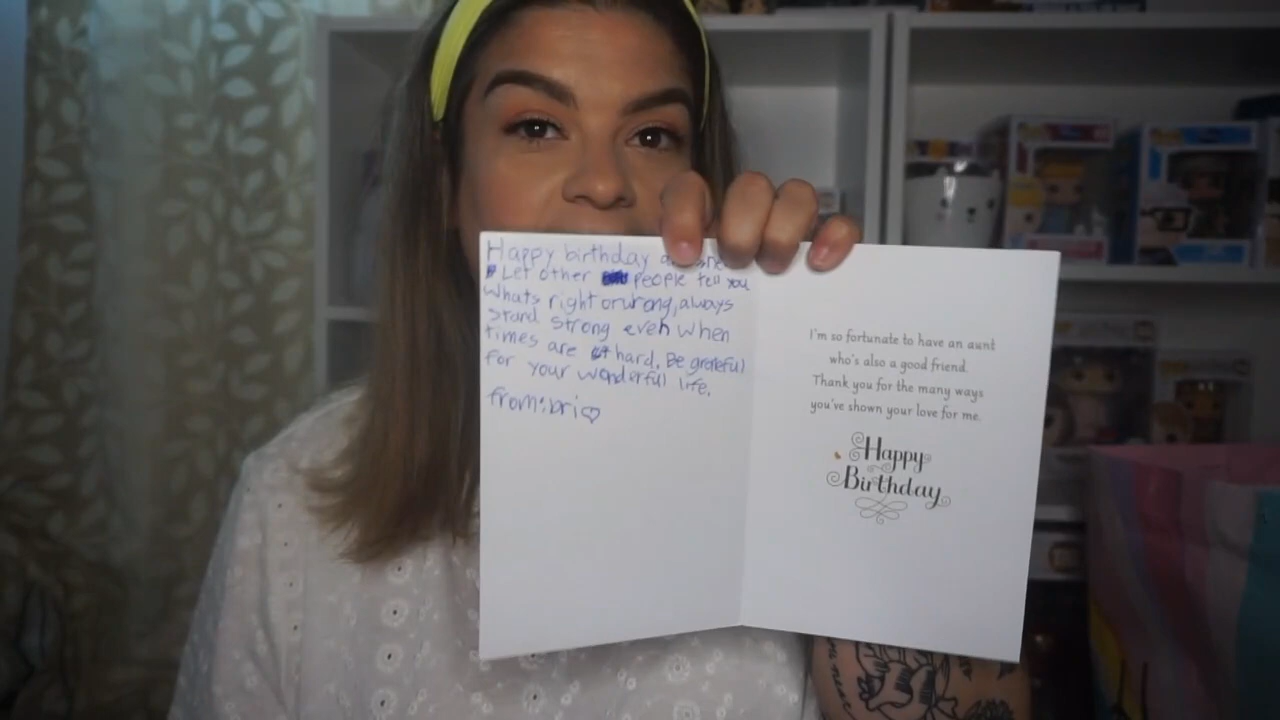 Happy birthday
Let other people tell you
whats right or wrong, always
stand strong even when
times are hard. Be grateful
for your wonderful life.
from: bri♡
I'm so fortunate to have an aunt
who's also a good friend.
Thank you for the many ways
you've shown your love for me.
Happy
Birthday